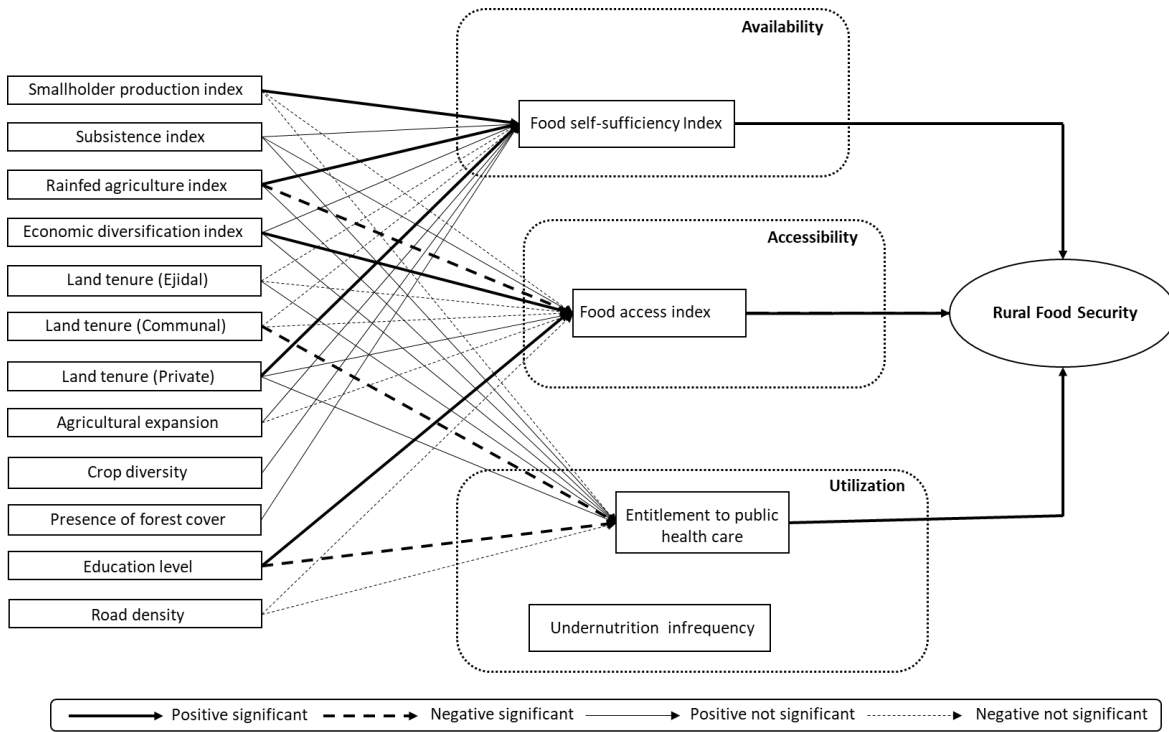 Availability
Smallholder production index
Food self-sufficiency Index
Subsistence index
Rainfed agriculture index
Economic diversification index
Accessibility
Land tenure (Ejidal)
Food access index
Rural Food Security
Land tenure (Communal)
Land tenure (Private)
Agricultural expansion
Crop diversity
Utilization
Presence of forest cover
Entitlement to public
health care
Education level
Road density
Undernutrition infrequency
Positive significant
Negative significant
Positive not significant
Negative not significant